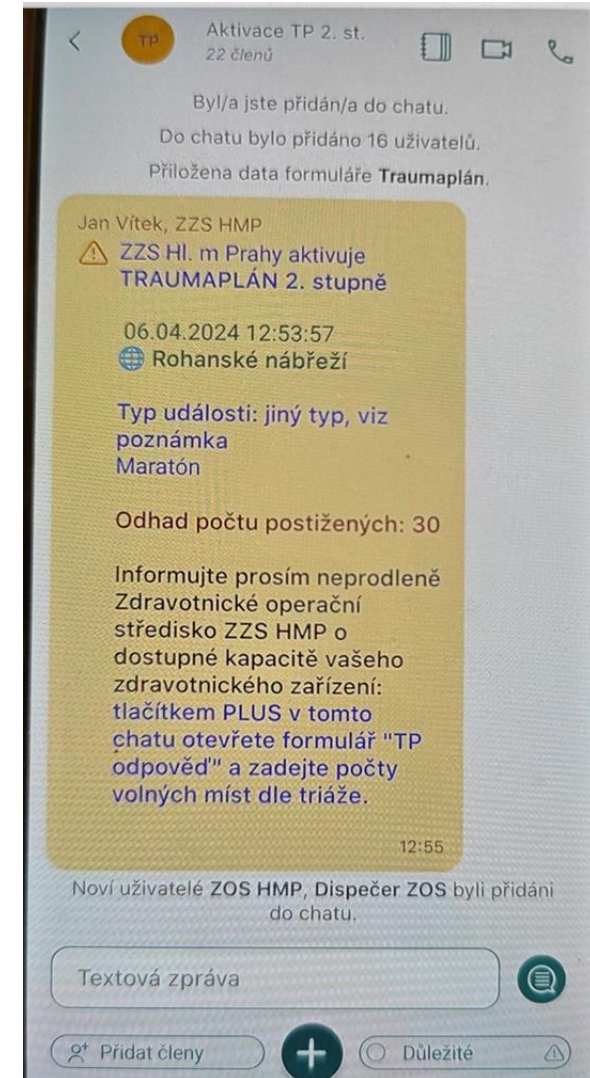 Aktivace TP 2. st.
TP
22 členů
Byl/a jste přidán/a do chatu.
Do chatu bylo přidáno 16 uživatelů.
Přiložena data formuláře Traumaplán.
Jan Vítek, ZZS HMP
ZZS Hl. m Prahy aktivuje
TRAUMAPLÁN 2. stupně
06.04.2024 12:53:57
Rohanské nábřeží
Typ události: jiný typ, viz
poznámka
Maratón
Odhad počtu postižených: 30
Informujte prosím neprodleně
Zdravotnické operační
středisko ZZS HMP o
dostupné kapacitě vašeho
zdravotnického zařízení:
tlačítkem PLUS v tomto
chatu otevřete formulář "TP
odpověď" a zadejte počty
volných míst dle triáže.
12:55
Noví uživatelé ZOS HMP, Dispečer ZOS byli přidáni
do chatu.
Textová zpráva
Přidat členy
Důležité